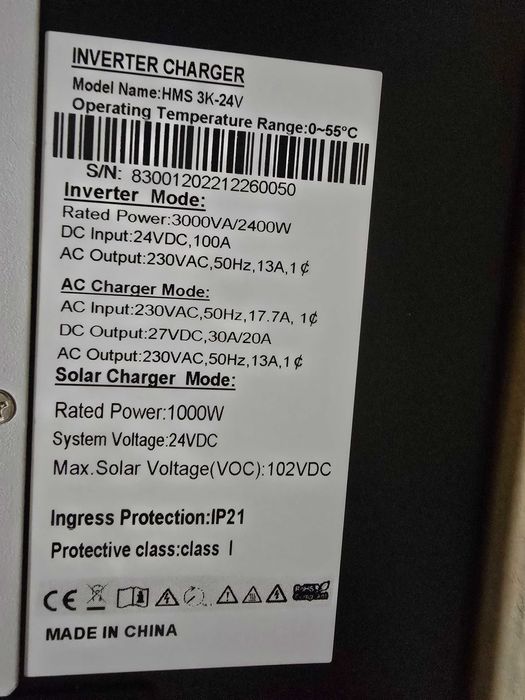 INVERTER CHARGER
Model Name:HMS 3K-24V
Operating Temperature Range:0~55°C
S/N: 83001202212260050
Inverter Mode:
Rated Power:3000VA/2400W
DC Input:24VDC,100A
AC Output:230VAC,50Hz,13A,1¢
AC Charger Mode:
AC Input:230VAC,50Hz,17.7A, 1¢
DC Output:27VDC,30A/20A
AC Output:230VAC,50Hz,13A,1¢
Solar Charger Mode:
Rated Power:1000W
System Voltage:24VDC
Max.Solar Voltage(VOC):102VDC
Ingress Protection:IP21
Protective class:class I
CE RoHS
Compliant
MADE IN CHINA